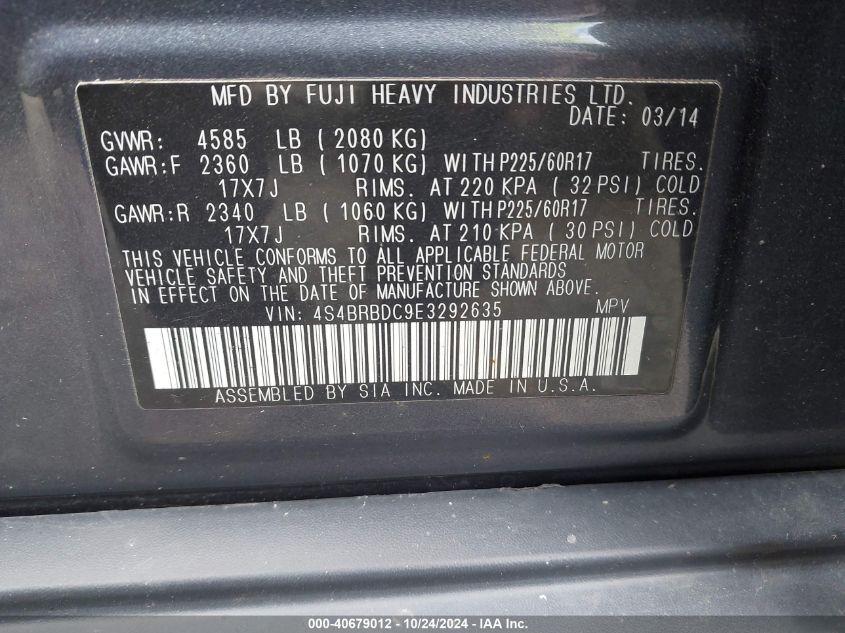 MFD BY FUJI HEAVY INDUSTRIES LTD.
DATE: 03/14
GVWR: 4585 LB ( 2080 KG)
GAWR:F 2360 LB ( 1070 KG) WITH P225/60R17 TIRES.
17X7J RIMS. AT 220 KPA ( 32 PSI) COLD
GAWR:R 2340 LB ( 1060 KG) WITH P225/60R17 TIRES.
17X7J RIMS. AT 210 KPA ( 30 PSI) COLD
THIS VEHICLE CONFORMS TO ALL APPLICABLE FEDERAL MOTOR
VEHICLE SAFETY AND THEFT PREVENTION STANDARDS
IN EFFECT ON THE DATE OF MANUFACTURE SHOWN ABOVE.
VIN: 4S4BRBDC9E3292635 MPV
ASSEMBLED BY SIA INC. MADE IN U.S.A.
000-40679012 - 10/24/2024 - IAA Inc.